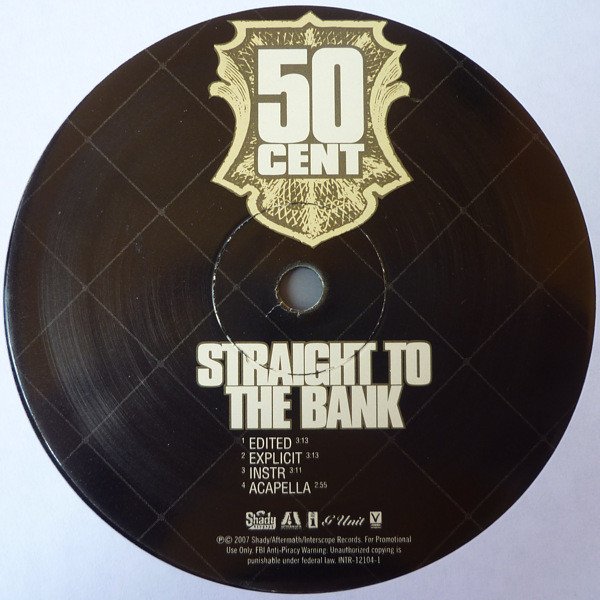 50
CENT
STRAIGHT TO
THE BANK
1 EDITED 3:13
2 EXPLICIT 3:13
3 INSTR 3:11
4 ACAPELLA 2:55
Shady RECORDS A AFTERMATH i G Unit V
℗© 2007 Shady/Aftermath/Interscope Records. For Promotional
Use Only. FBI Anti-Piracy Warning: Unauthorized copying is
punishable under federal law. INTR-12104-1